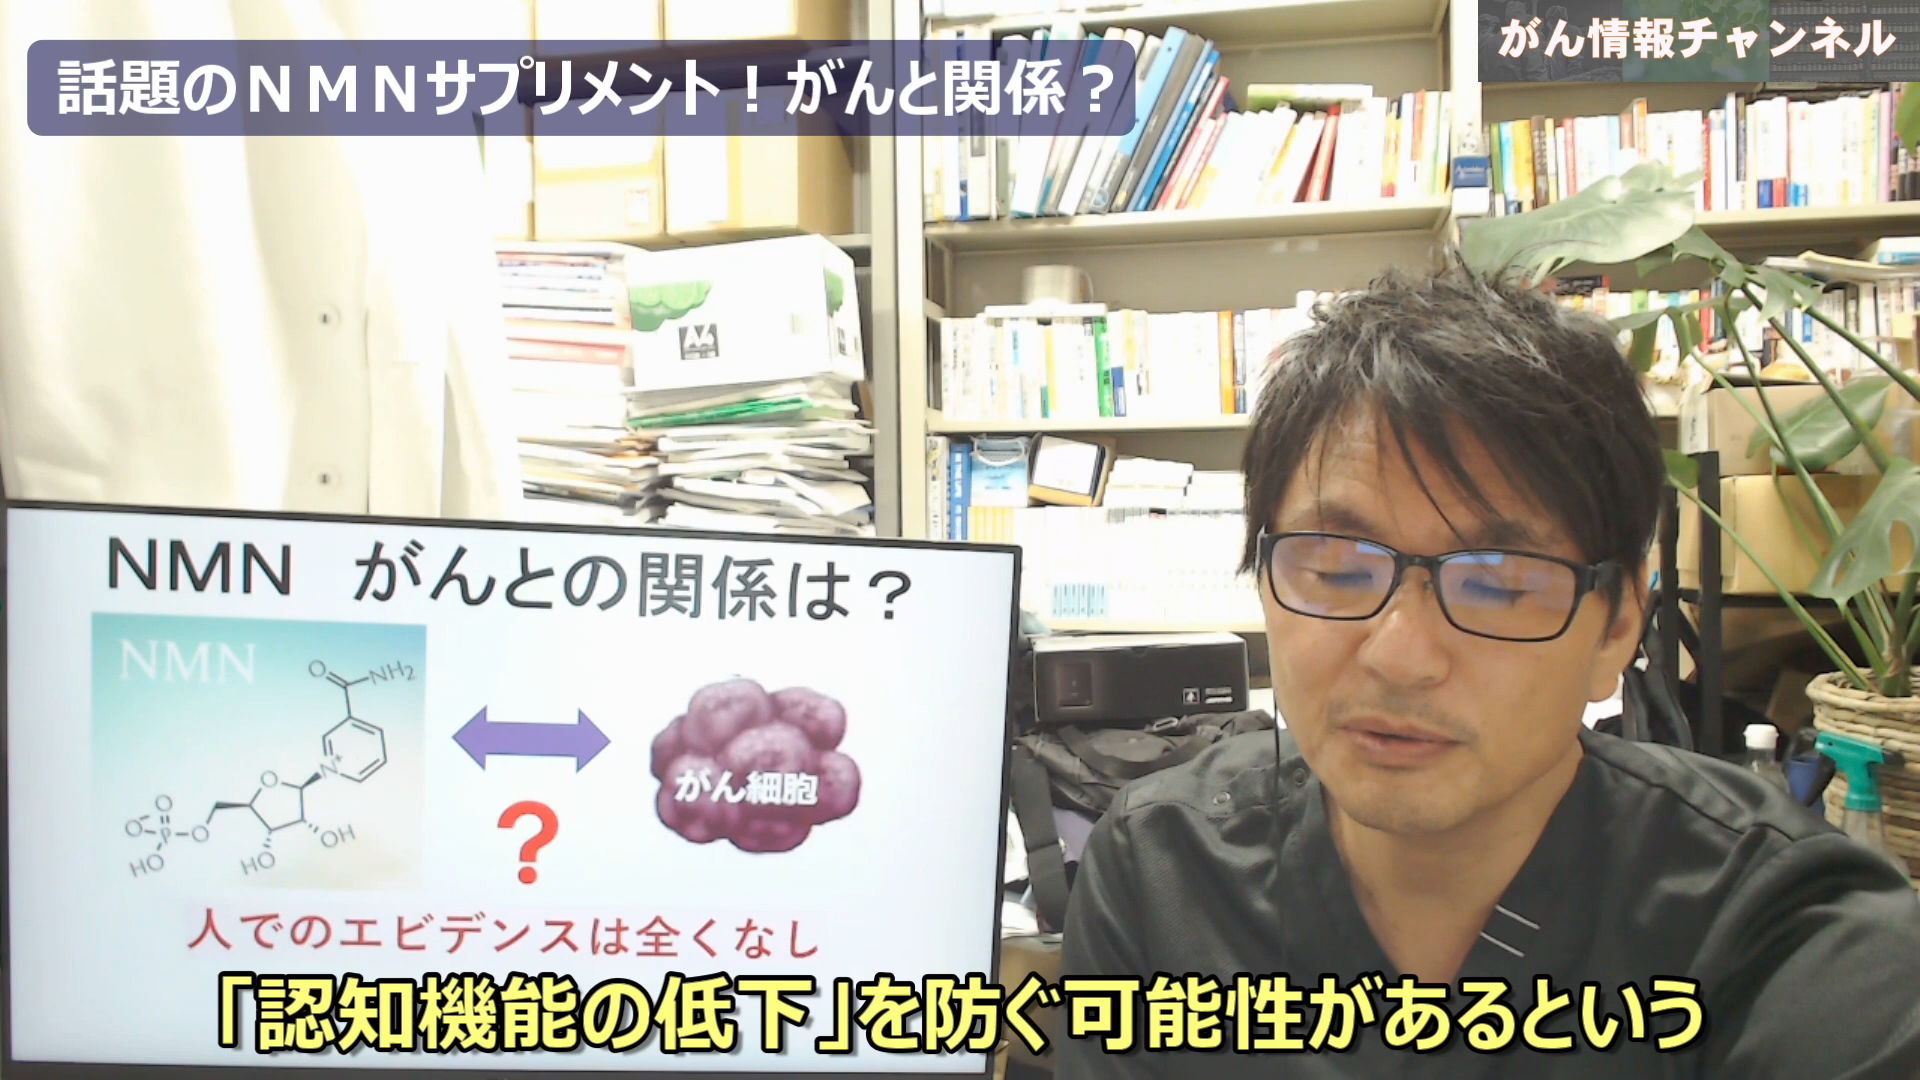 がん情報チャンネル
話題のNMNサプリメント！がんと関係？
A4
NMN がんとの関係は？
NMN
O
NH2
N+
O
O
O-
P
O
HO
HO
OH
?
がん細胞
人でのエビデンスは全くなし
「認知機能の低下」を防ぐ可能性があるという